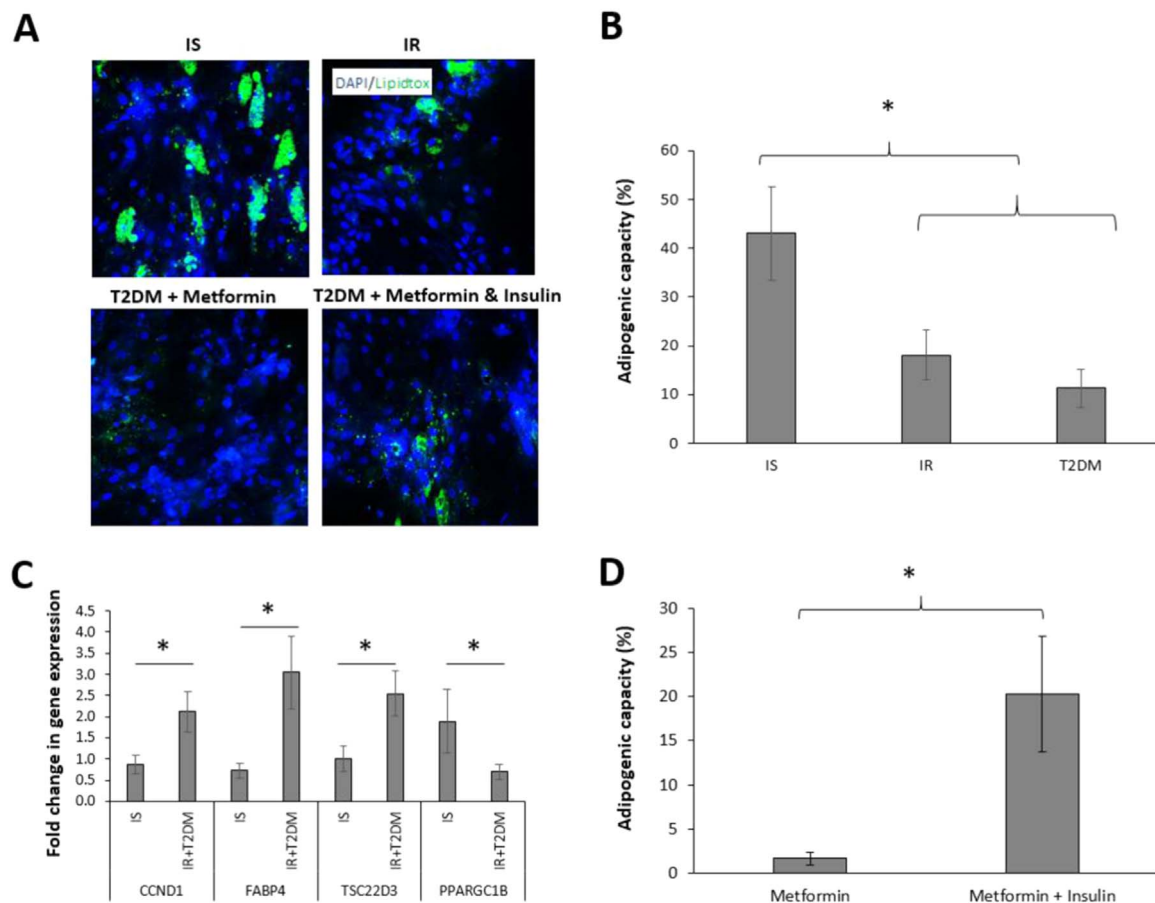 A
IS
IR
DAPI/Lipidtox
T2DM + Metformin
T2DM + Metformin & Insulin
B
*
Adipogenic capacity (%)
60
50
40
30
20
10
0
IS
IR
T2DM
C
Fold change in gene expression
4.5
4.0
3.5
3.0
2.5
2.0
1.5
1.0
0.5
0.0
*
*
*
*
IS
IR+T2DM
IS
IR+T2DM
IS
IR+T2DM
IS
IR+T2DM
CCND1
FABP4
TSC22D3
PPARGC1B
D
*
Adipogenic capacity (%)
30
25
20
15
10
5
0
Metformin
Metformin + Insulin